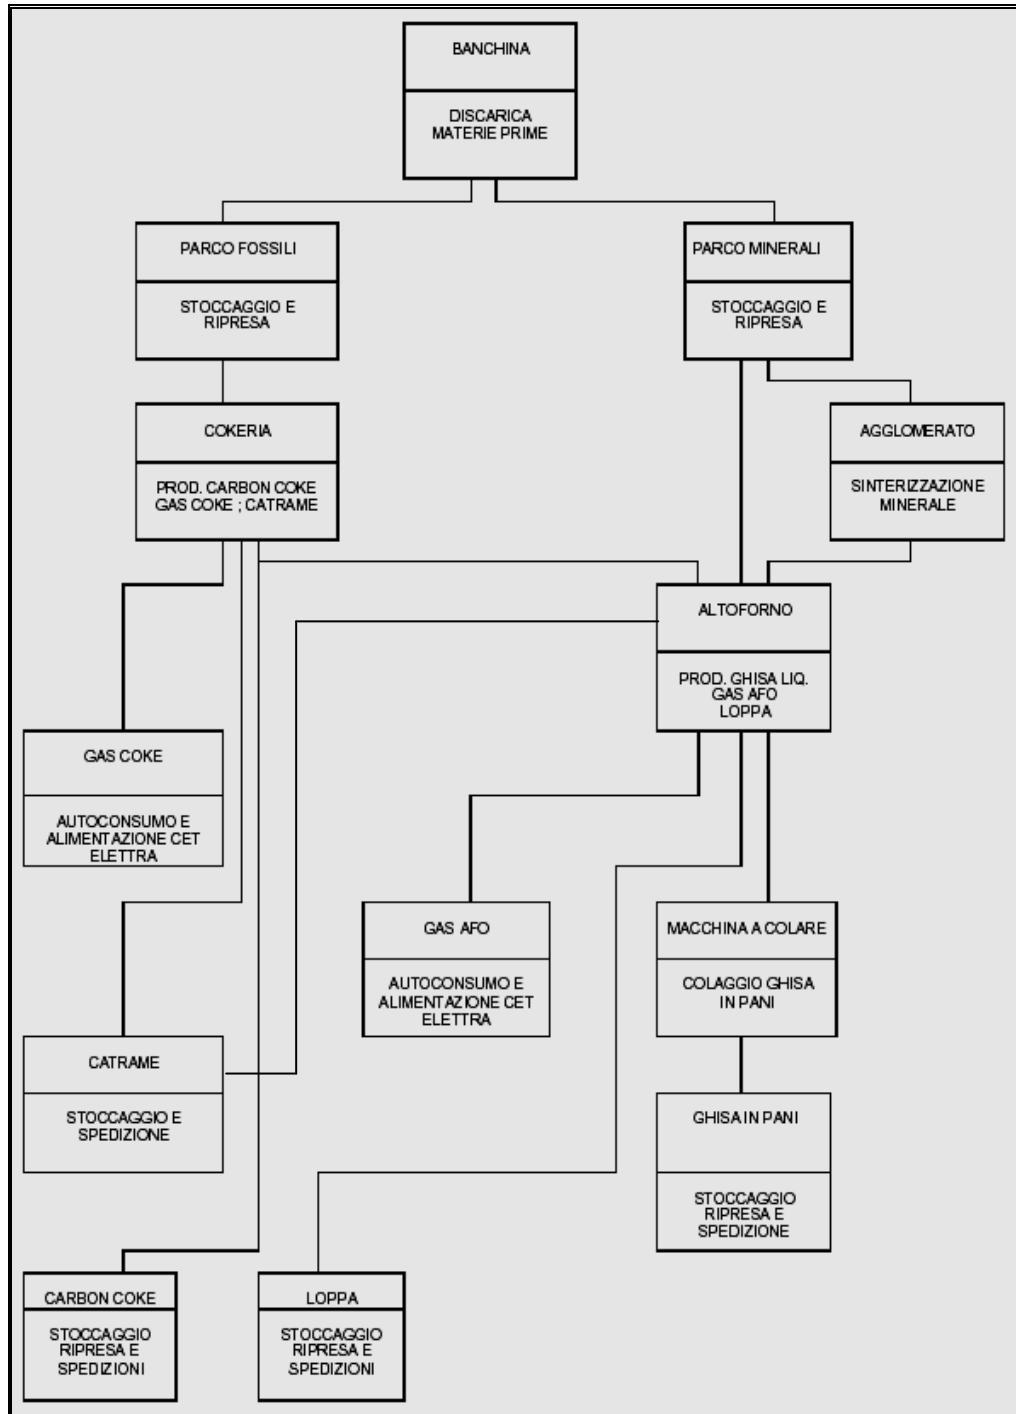 BANCHINA
DISCARICA
MATERIE PRIME
PARCO FOSSILI
STOCCAGGIO E
RIPRESA
PARCO MINERALI
STOCCAGGIO E
RIPRESA
COKERIA
PROD. CARBON COKE
GAS COKE ; CATRAME
AGGLOMERATO
SINTERIZZAZIONE
MINERALE
ALTOFORNO
PROD. GHISA LIQ.
GAS AFO
LOPPA
GAS COKE
AUTOCONSUMO E
ALIMENTAZIONE CET
ELETTRA
GAS AFO
AUTOCONSUMO E
ALIMENTAZIONE CET
ELETTRA
MACCHINA A COLARE
COLAGGIO GHISA
IN PANI
CATRAME
STOCCAGGIO E
SPEDIZIONE
GHISA IN PANI
STOCCAGGIO
RIPRESA E
SPEDIZIONE
CARBON COKE
STOCCAGGIO
RIPRESA E
SPEDIZIONI
LOPPA
STOCCAGGIO
RIPRESA E
SPEDIZIONI